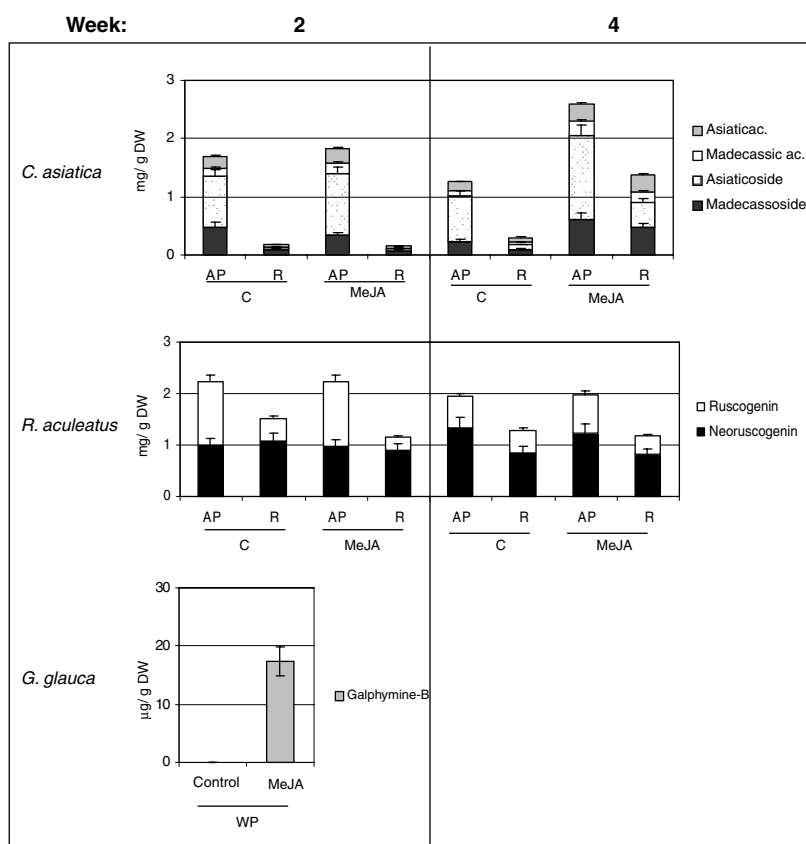 Week: 2 4
C. asiatica
mg/ g DW
3
2
1
0
AP R AP R AP R AP R
C MeJA C MeJA
Asiaticac.
Madecassic ac.
Asiaticoside
Madecassoside
R. aculeatus
mg/ g DW
3
2
1
0
AP R AP R AP R AP R
C MeJA C MeJA
Ruscogenin
Neoruscogenin
G. glauca
µg/ g DW
30
20
10
0
Control MeJA
WP
Galphymine-B